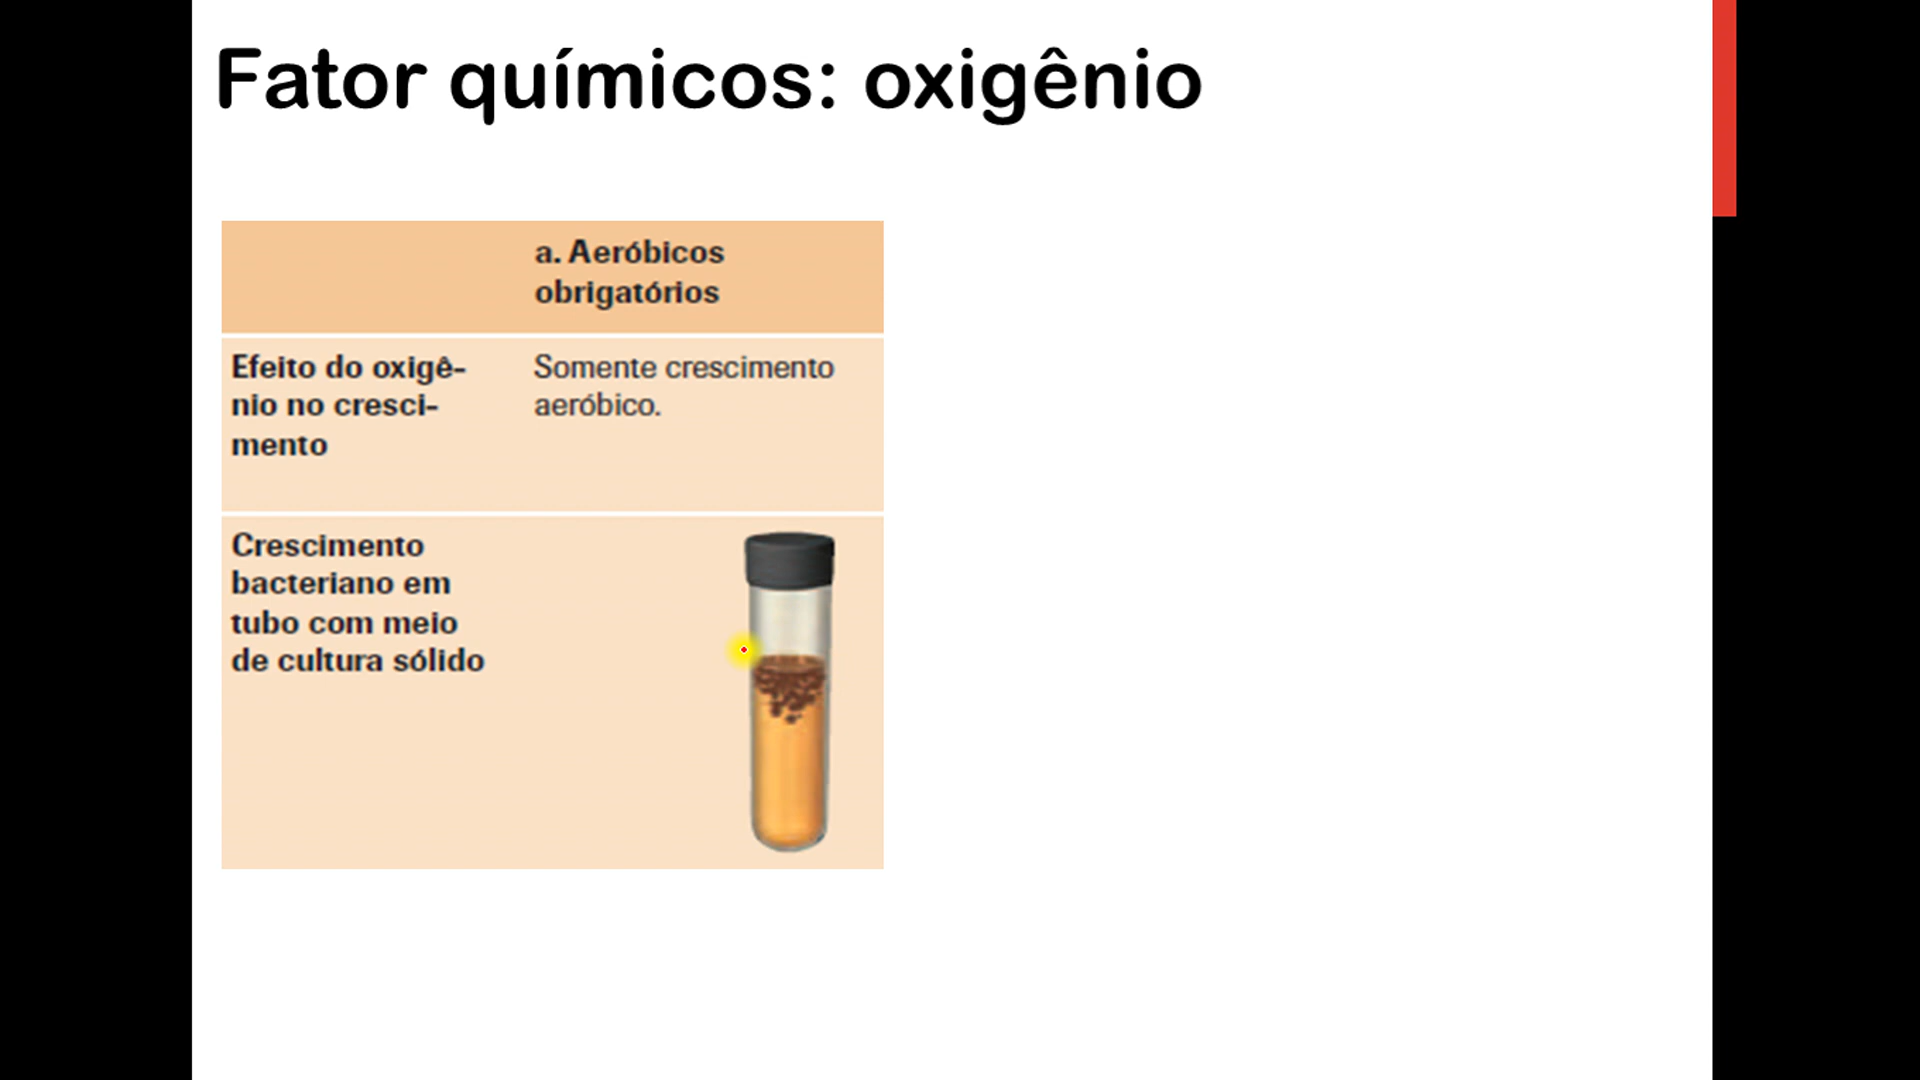 Fator químicos: oxigênio
a. Aeróbicos
obrigatórios
Efeito do oxigê-
nio no cresci-
mento
Somente crescimento
aeróbico.
Crescimento
bacteriano em
tubo com meio
de cultura sólido